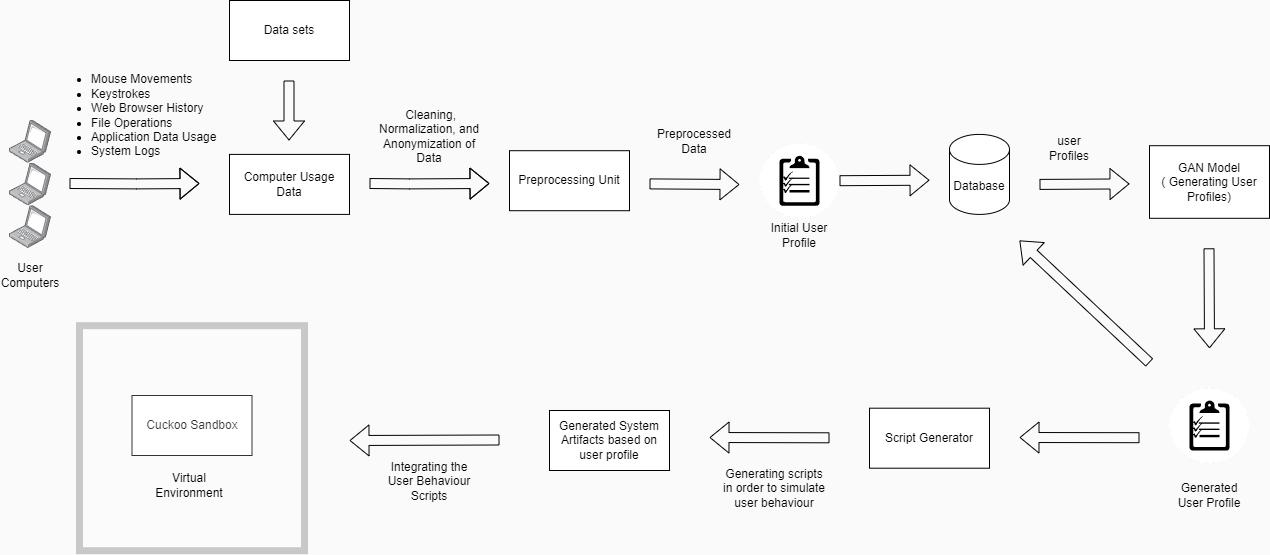 Data sets
Mouse Movements
Keystrokes
Web Browser History
File Operations
Application Data Usage
System Logs
User
Computers
Computer Usage
Data
Cleaning,
Normalization, and
Anonymization of
Data
Preprocessing Unit
Preprocessed
Data
Initial User
Profile
Database
user
Profiles
GAN Model
( Generating User
Profiles)
Generated
User Profile
Script Generator
Generating scripts
in order to simulate
user behaviour
Generated System
Artifacts based on
user profile
Integrating the
User Behaviour
Scripts
Cuckoo Sandbox
Virtual
Environment